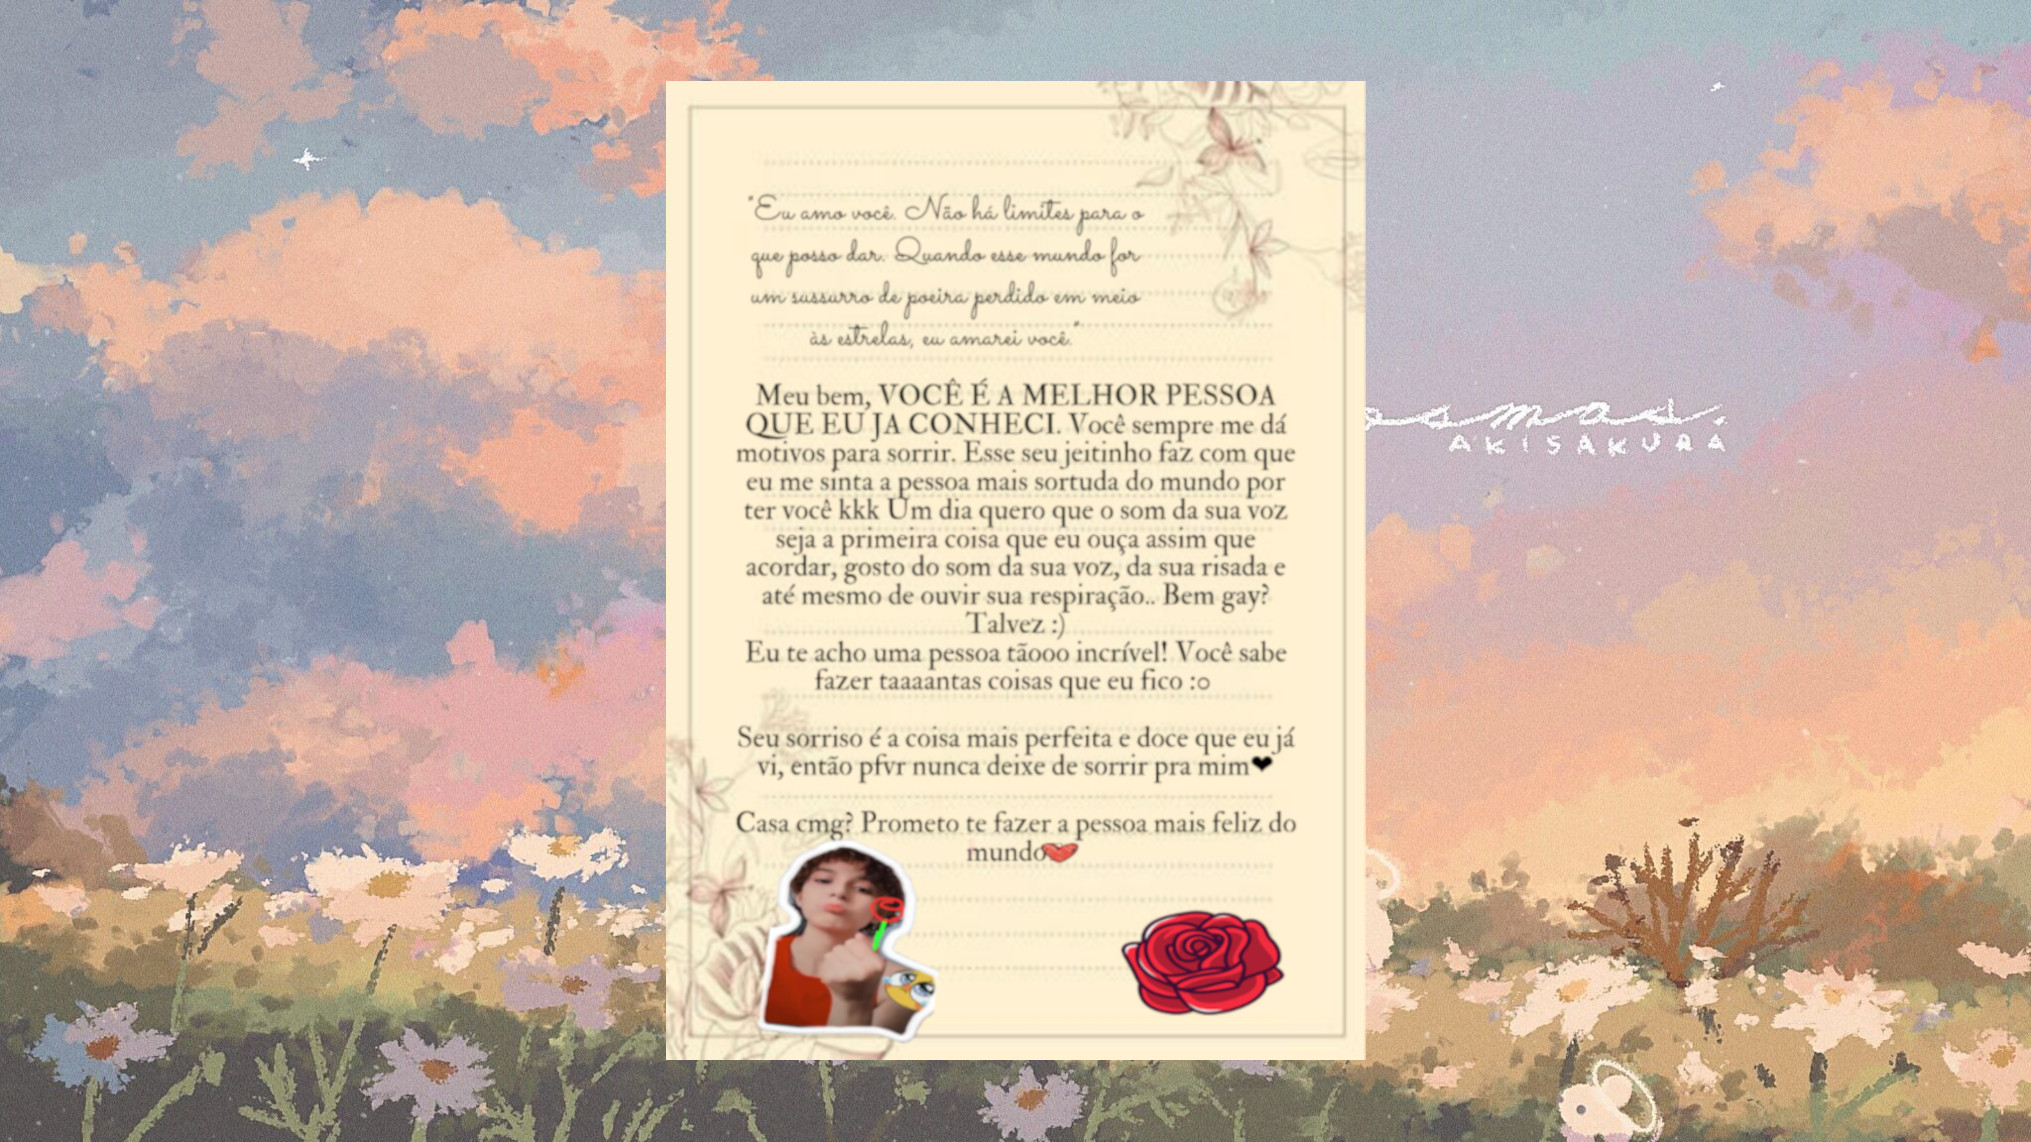 "Eu amo você. Não há limites para o
que posso dar. Quando esse mundo for
um sussurro de poeira perdido em meio
às estrelas, eu amarei você."
Meu bem, VOCÊ É A MELHOR PESSOA
QUE EU JA CONHECI. Você sempre me dá
motivos para sorrir. Esse seu jeitinho faz com que
eu me sinta a pessoa mais sortuda do mundo por
ter você kkk Um dia quero que o som da sua voz
seja a primeira coisa que eu ouça assim que
acordar, gosto do som da sua voz, da sua risada e
até mesmo de ouvir sua respiração.. Bem gay?
Talvez :)
Eu te acho uma pessoa tãooo incrível! Você sabe
fazer taaaantas coisas que eu fico :o
Seu sorriso é a coisa mais perfeita e doce que eu já
vi, então pfvr nunca deixe de sorrir pra mim❤
Casa cmg? Prometo te fazer a pessoa mais feliz do
mundo❤
AKISAKURA